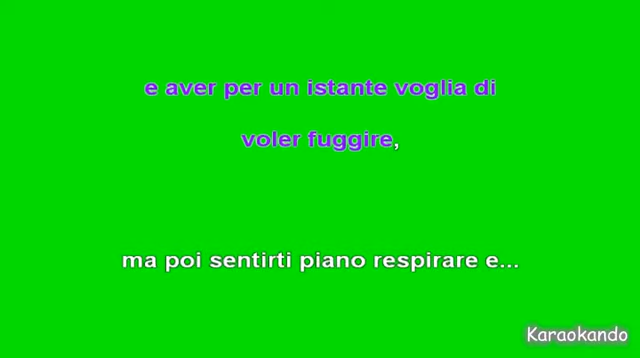 e aver per un istante voglia di
voler fuggire,
ma poi sentirti piano respirare e...
Karaokando